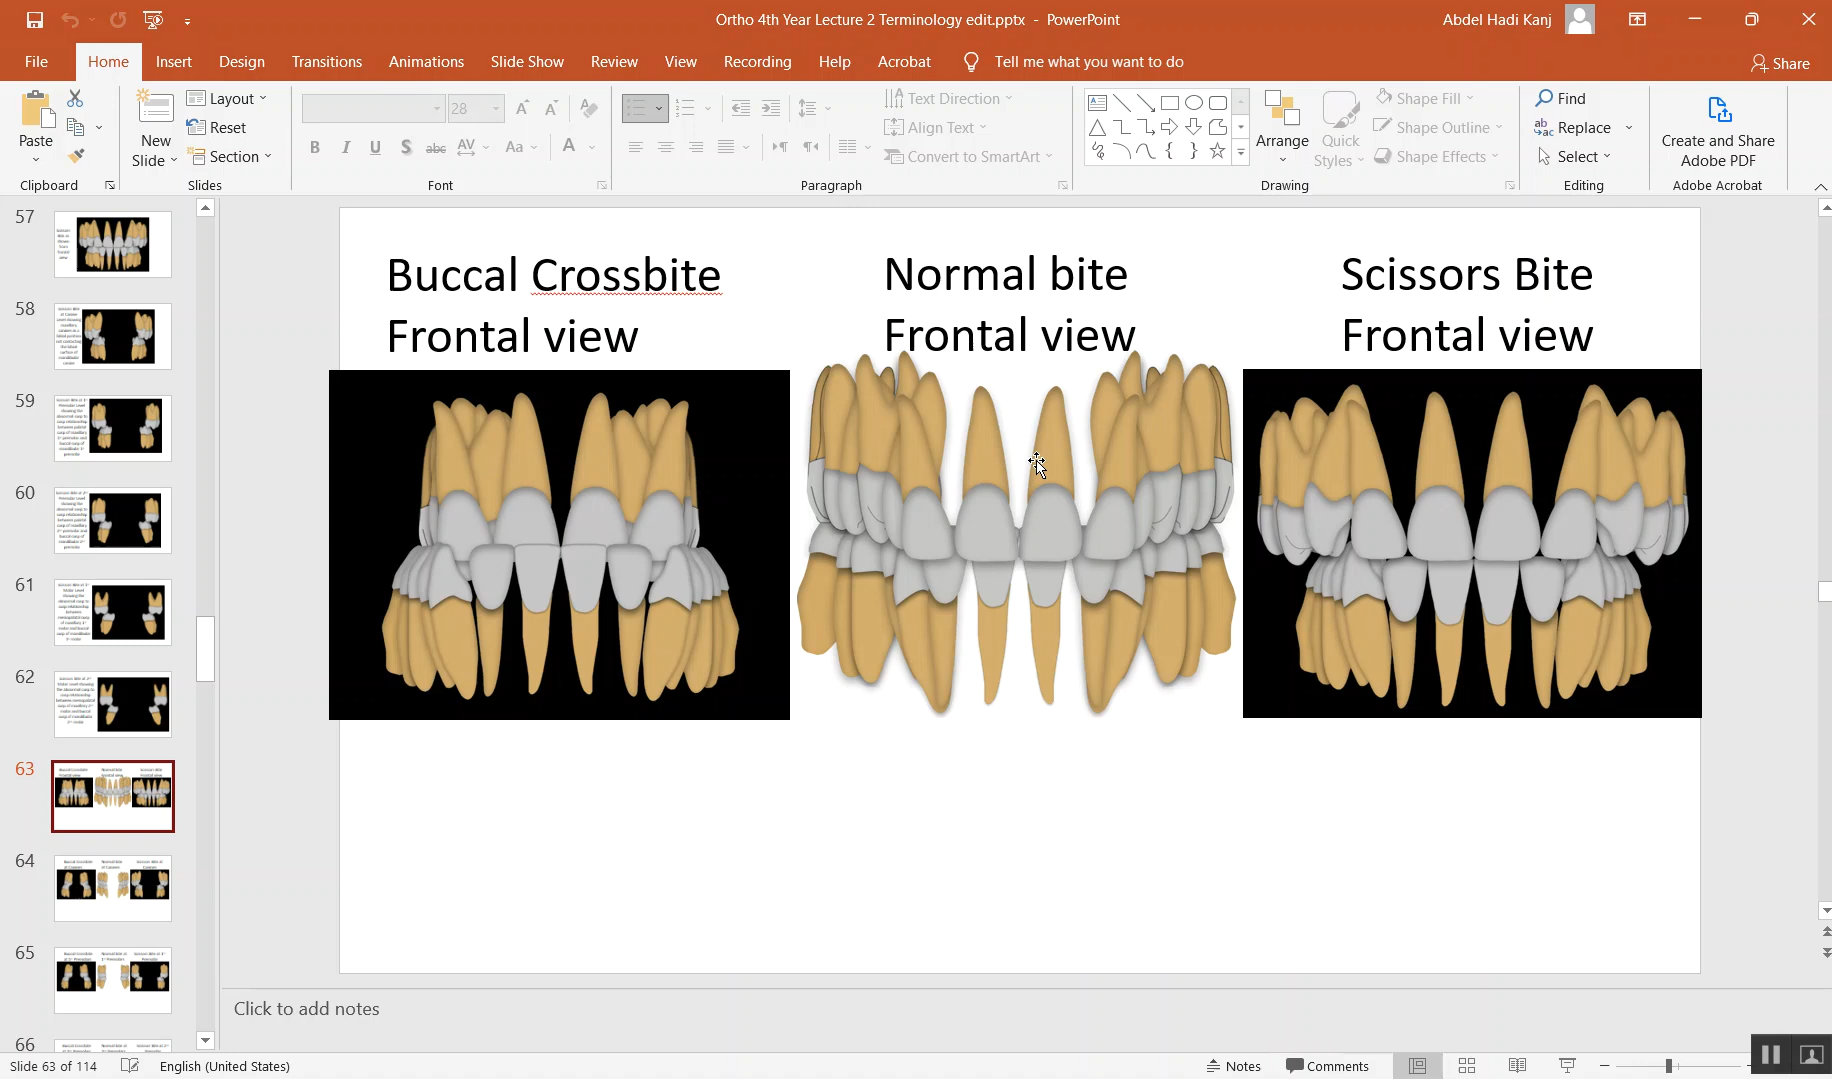 Ortho 4th Year Lecture 2 Terminology edit.pptx - PowerPoint
Abdel Hadi Kanj
File Home Insert Design Transitions Animations Slide Show Review View Recording Help Acrobat Tell me what you want to do
Share
Paste
Clipboard
New Slide
Layout
Reset
Section
Slides
28
B I U S abc AV Aa A
Font
Text Direction
Align Text
Convert to SmartArt
Paragraph
Arrange
Quick Styles
Shape Fill
Shape Outline
Shape Effects
Drawing
Find
Replace
Select
Editing
Create and Share Adobe PDF
Adobe Acrobat
57
58
59
60
61
62
63
64
65
66
Buccal Crossbite
Frontal view
Normal bite
Frontal view
Scissors Bite
Frontal view
Click to add notes
Slide 63 of 114
English (United States)
Notes
Comments